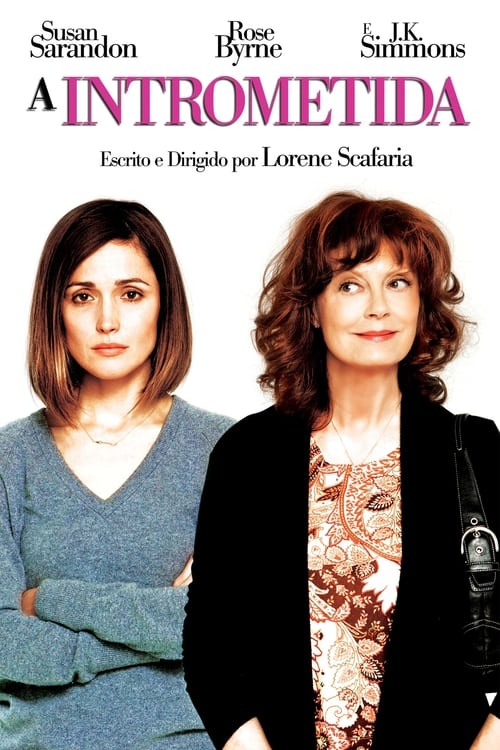 Susan Rose E J.K.
Sarandon Byrne Simmons
A INTROMETIDA
Escrito e Dirigido por Lorene Scafaria